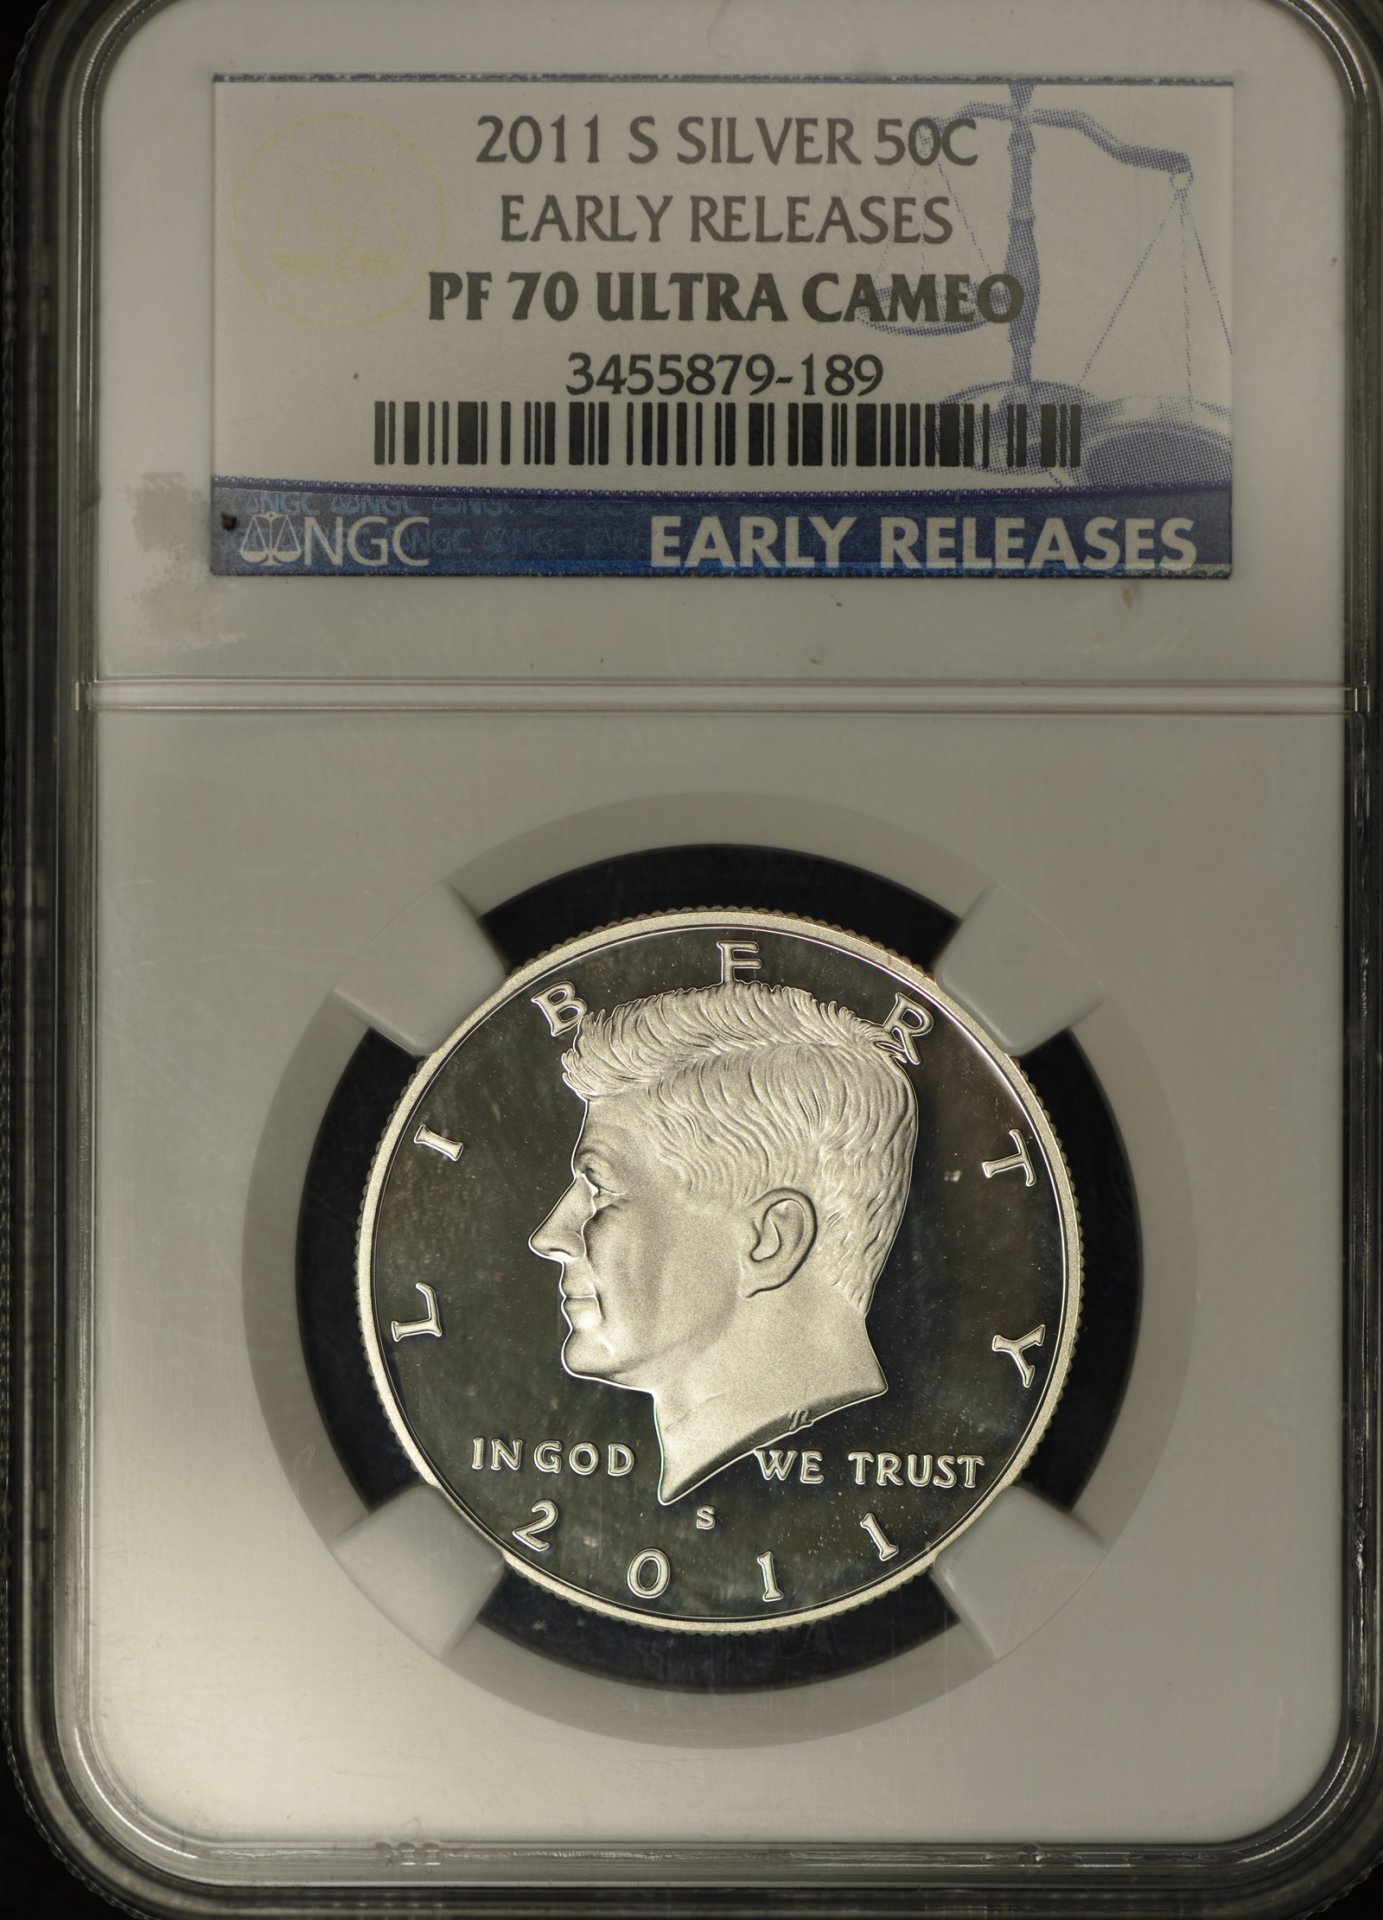 2011 S SILVER 50C
EARLY RELEASES
PF 70 ULTRA CAMEO
3455879-189
NGC EARLY RELEASES
LIBERTY
IN GOD WE TRUST
S
2011